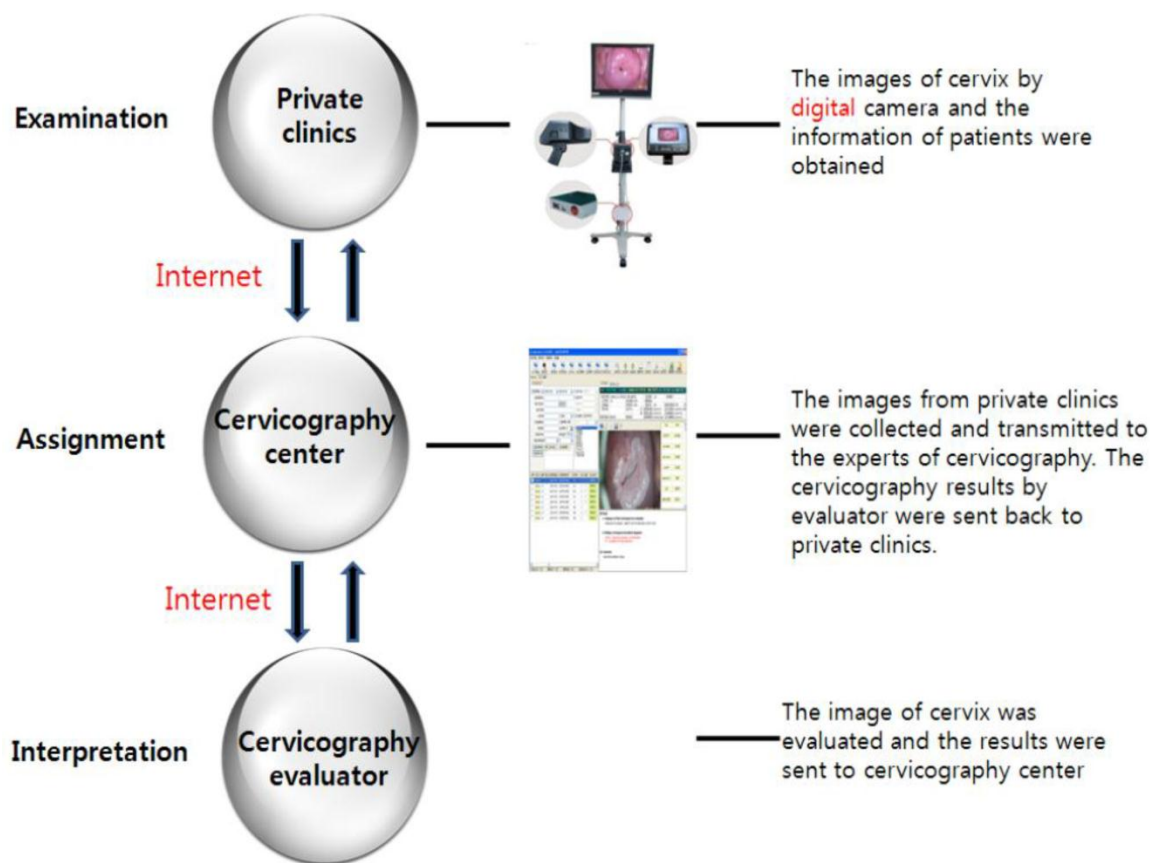 Examination
Private
clinics
The images of cervix by
digital camera and the
information of patients were
obtained
Internet
Assignment
Cervicography
center
The images from private clinics
were collected and transmitted to
the experts of cervicography. The
cervicography results by
evaluator were sent back to
private clinics.
Internet
Interpretation
Cervicography
evaluator
The image of cervix was
evaluated and the results were
sent to cervicography center